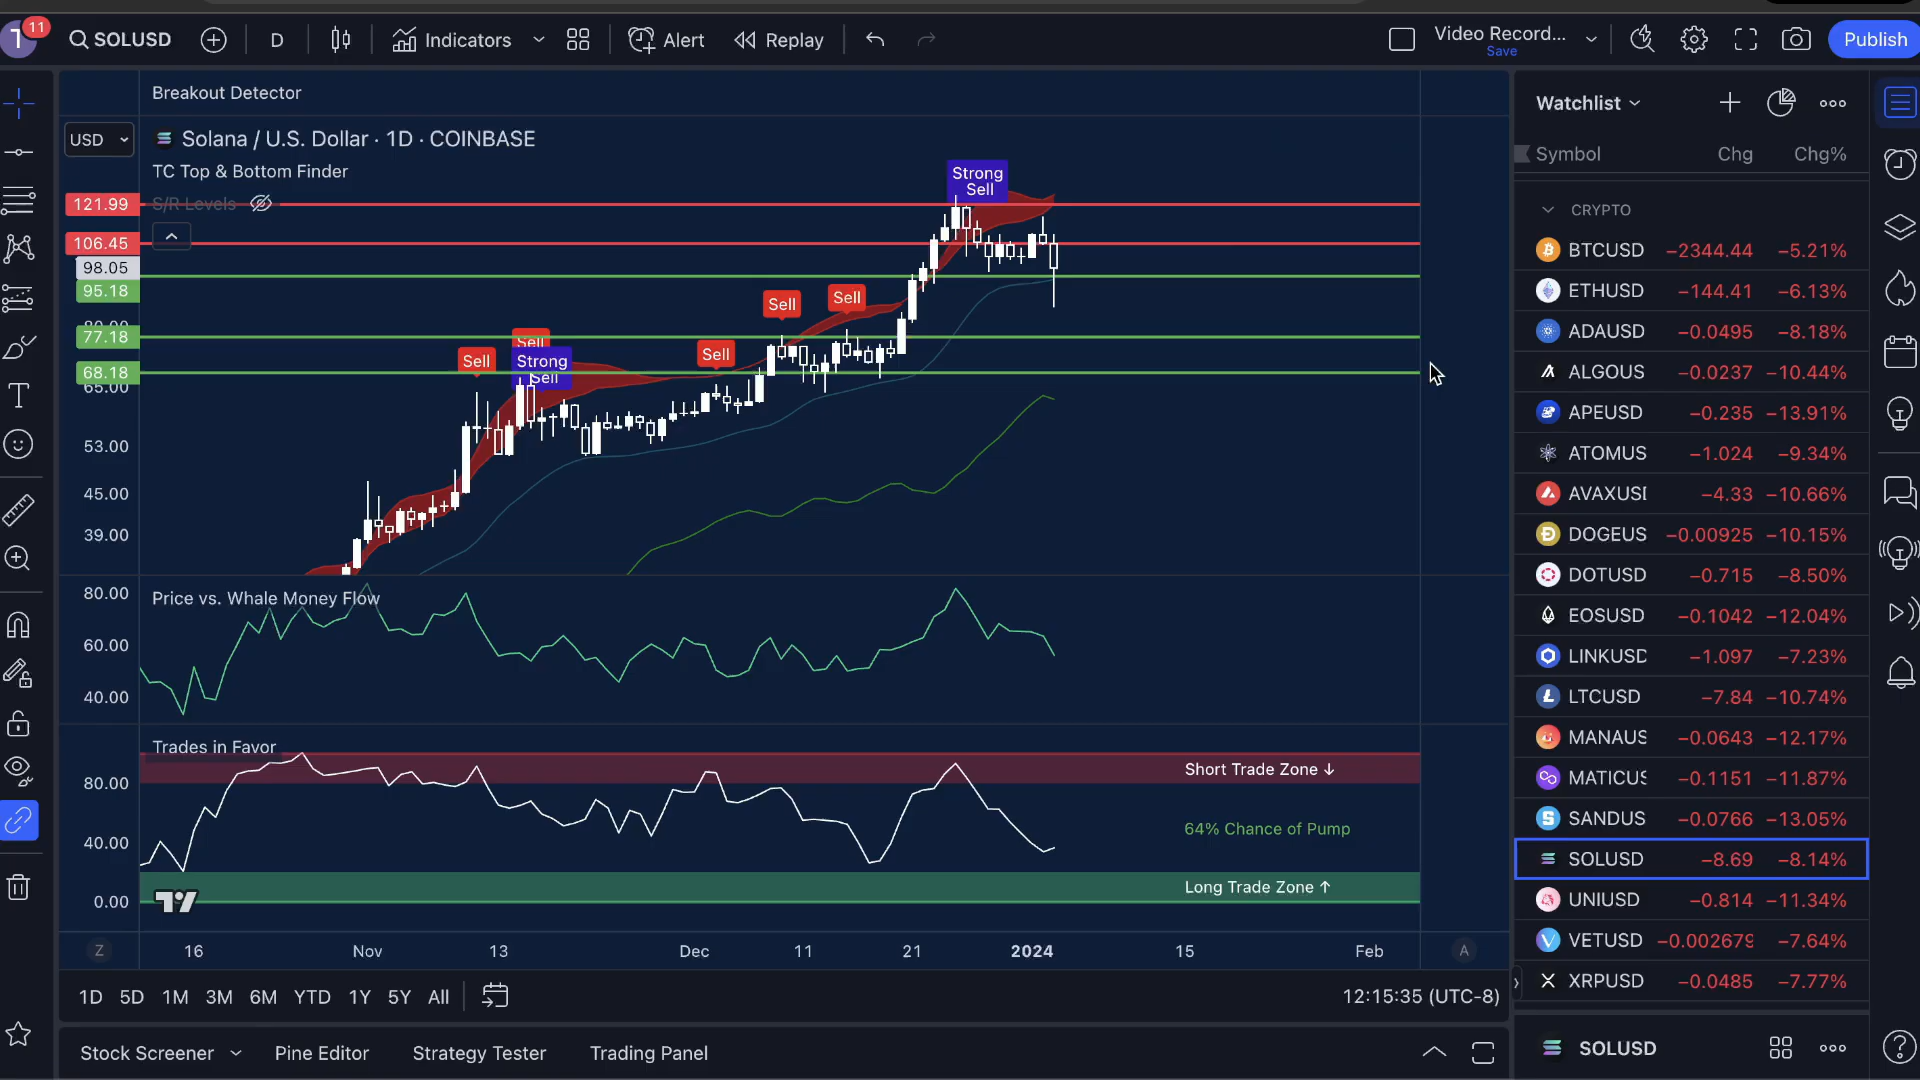 11
1 SOLUSD D Indicators Alert Replay Video Record... Save Publish
Breakout Detector
USD Solana / U.S. Dollar · 1D · COINBASE
TC Top & Bottom Finder
S/R Levels
121.99
106.45
98.05
95.18
80.00
77.18
68.18
65.00
53.00
45.00
39.00
Strong
Sell
Sell
Sell
Sell
Sell
Sell
Strong
Sell
80.00
60.00
40.00
Price vs. Whale Money Flow
Trades in Favor
80.00
40.00
0.00
Short Trade Zone ↓
64% Chance of Pump
Long Trade Zone ↑
Z 16 Nov 13 Dec 11 21 2024 15 Feb A
1D 5D 1M 3M 6M YTD 1Y 5Y All 12:15:35 (UTC-8)
Stock Screener Pine Editor Strategy Tester Trading Panel
Watchlist
Symbol Chg Chg%
CRYPTO
BTCUSD −2344.44 −5.21%
ETHUSD −144.41 −6.13%
ADAUSD −0.0495 −8.18%
ALGOUS −0.0237 −10.44%
APEUSD −0.235 −13.91%
ATOMUS −1.024 −9.34%
AVAXUSI −4.33 −10.66%
DOGEUS −0.00925 −10.15%
DOTUSD −0.715 −8.50%
EOSUSD −0.1042 −12.04%
LINKUSD −1.097 −7.23%
LTCUSD −7.84 −10.74%
MANAUS −0.0643 −12.17%
MATICUS −0.1151 −11.87%
SANDUS −0.0766 −13.05%
SOLUSD −8.69 −8.14%
UNIUSD −0.814 −11.34%
VETUSD −0.002679 −7.64%
XRPUSD −0.0485 −7.77%
SOLUSD